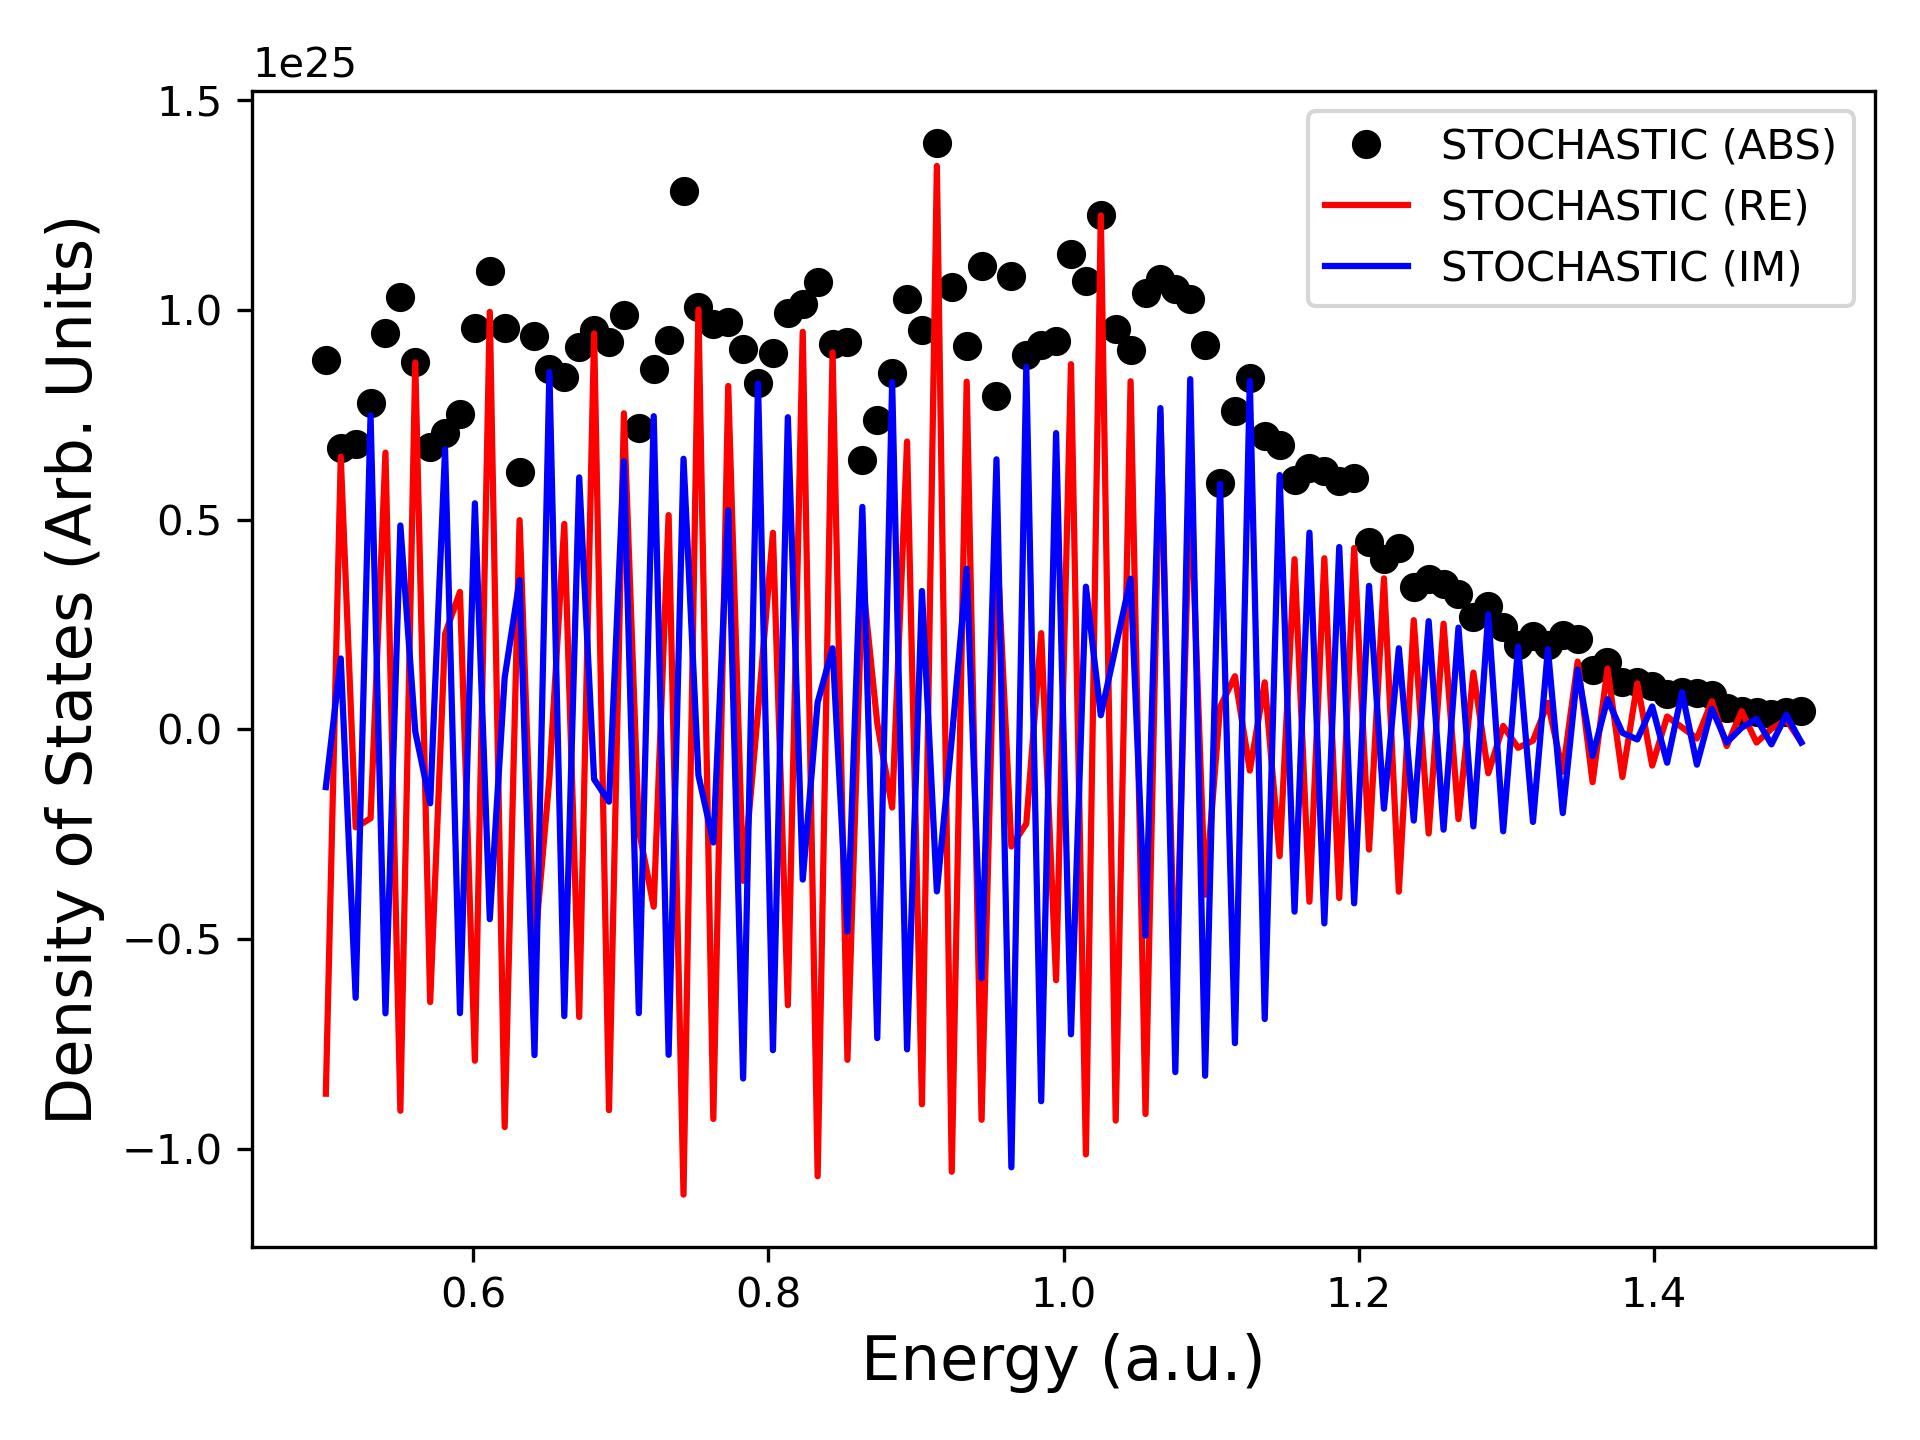 1e25
1.5
1.0
0.5
0.0
−0.5
−1.0
Density of States (Arb. Units)
STOCHASTIC (ABS)
STOCHASTIC (RE)
STOCHASTIC (IM)
0.6 0.8 1.0 1.2 1.4
Energy (a.u.)